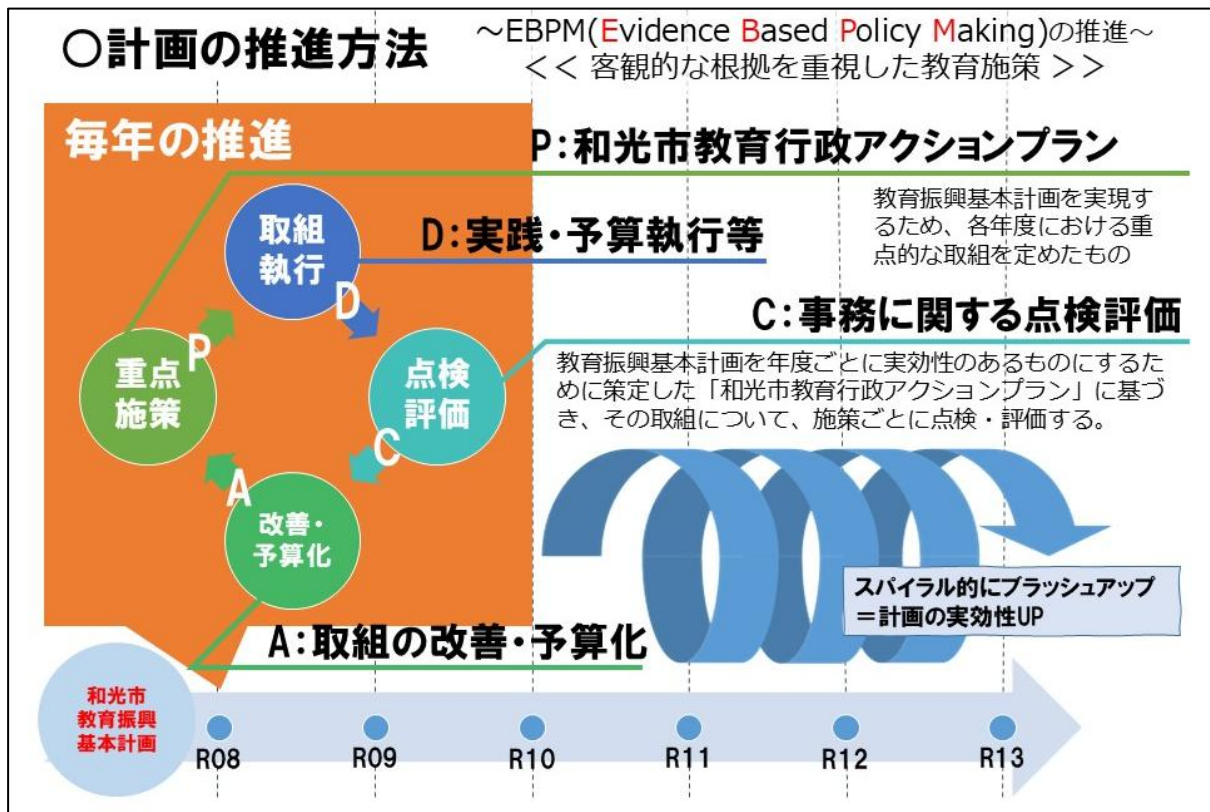 〇計画の推進方法
～EBPM(Evidence Based Policy Making)の推進～
＜＜ 客観的な根拠を重視した教育施策 ＞＞
毎年の推進
P：和光市教育行政アクションプラン
教育振興基本計画を実現す
るため、各年度における重
点的な取組を定めたもの
取組
執行
D：実践・予算執行等
D
C：事務に関する点検評価
P
重点
施策
点検
評価
教育振興基本計画を年度ごとに実効性のあるものにするた
めに策定した「和光市教育行政アクションプラン」に基づ
き、その取組について、施策ごとに点検・評価する。
C
A
改善・
予算化
スパイラル的にブラッシュアップ
＝計画の実効性UP
A：取組の改善・予算化
和光市
教育振興
基本計画
R08
R09
R10
R11
R12
R13